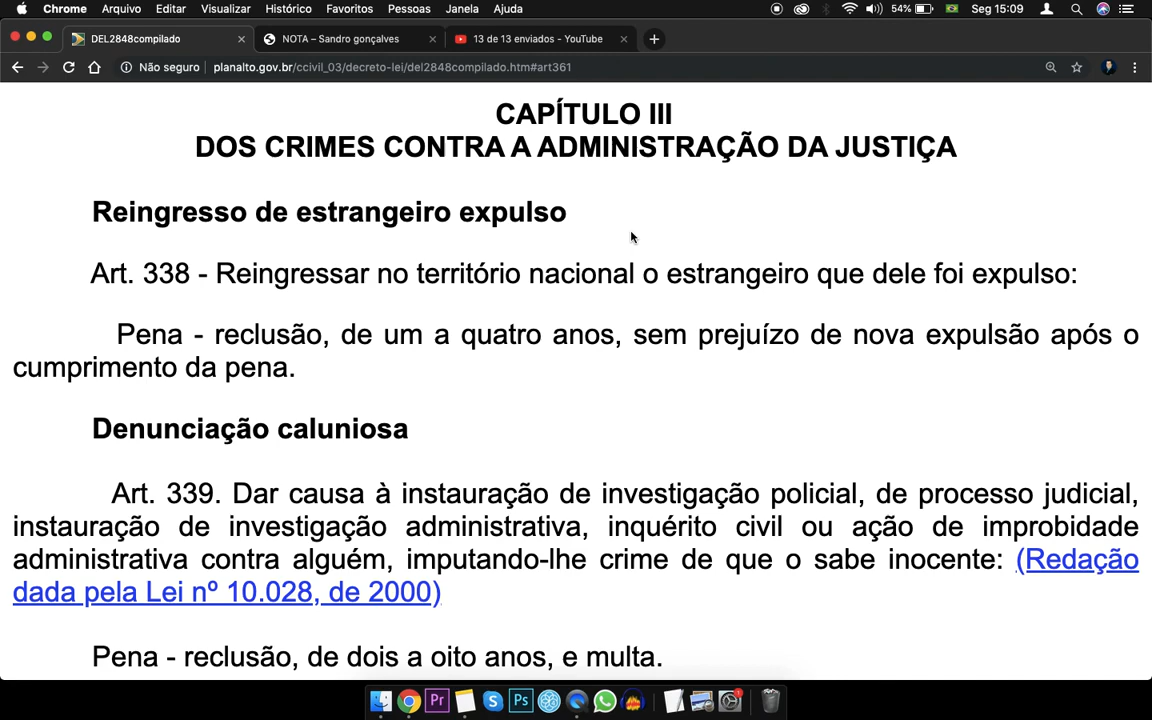 Chrome Arquivo Editar Visualizar Histórico Favoritos Pessoas Janela Ajuda 54% Seg 15:09
DEL2848compilado NOTA – Sandro gonçalves 13 de 13 enviados - YouTube
Não seguro planalto.gov.br/ccivil_03/decreto-lei/del2848compilado.htm#art361
CAPÍTULO III
DOS CRIMES CONTRA A ADMINISTRAÇÃO DA JUSTIÇA
Reingresso de estrangeiro expulso
Art. 338 - Reingressar no território nacional o estrangeiro que dele foi expulso:
Pena - reclusão, de um a quatro anos, sem prejuízo de nova expulsão após o
cumprimento da pena.
Denunciação caluniosa
Art. 339. Dar causa à instauração de investigação policial, de processo judicial,
instauração de investigação administrativa, inquérito civil ou ação de improbidade
administrativa contra alguém, imputando-lhe crime de que o sabe inocente: (Redação
dada pela Lei nº 10.028, de 2000)
Pena - reclusão, de dois a oito anos, e multa.
Pr Ps